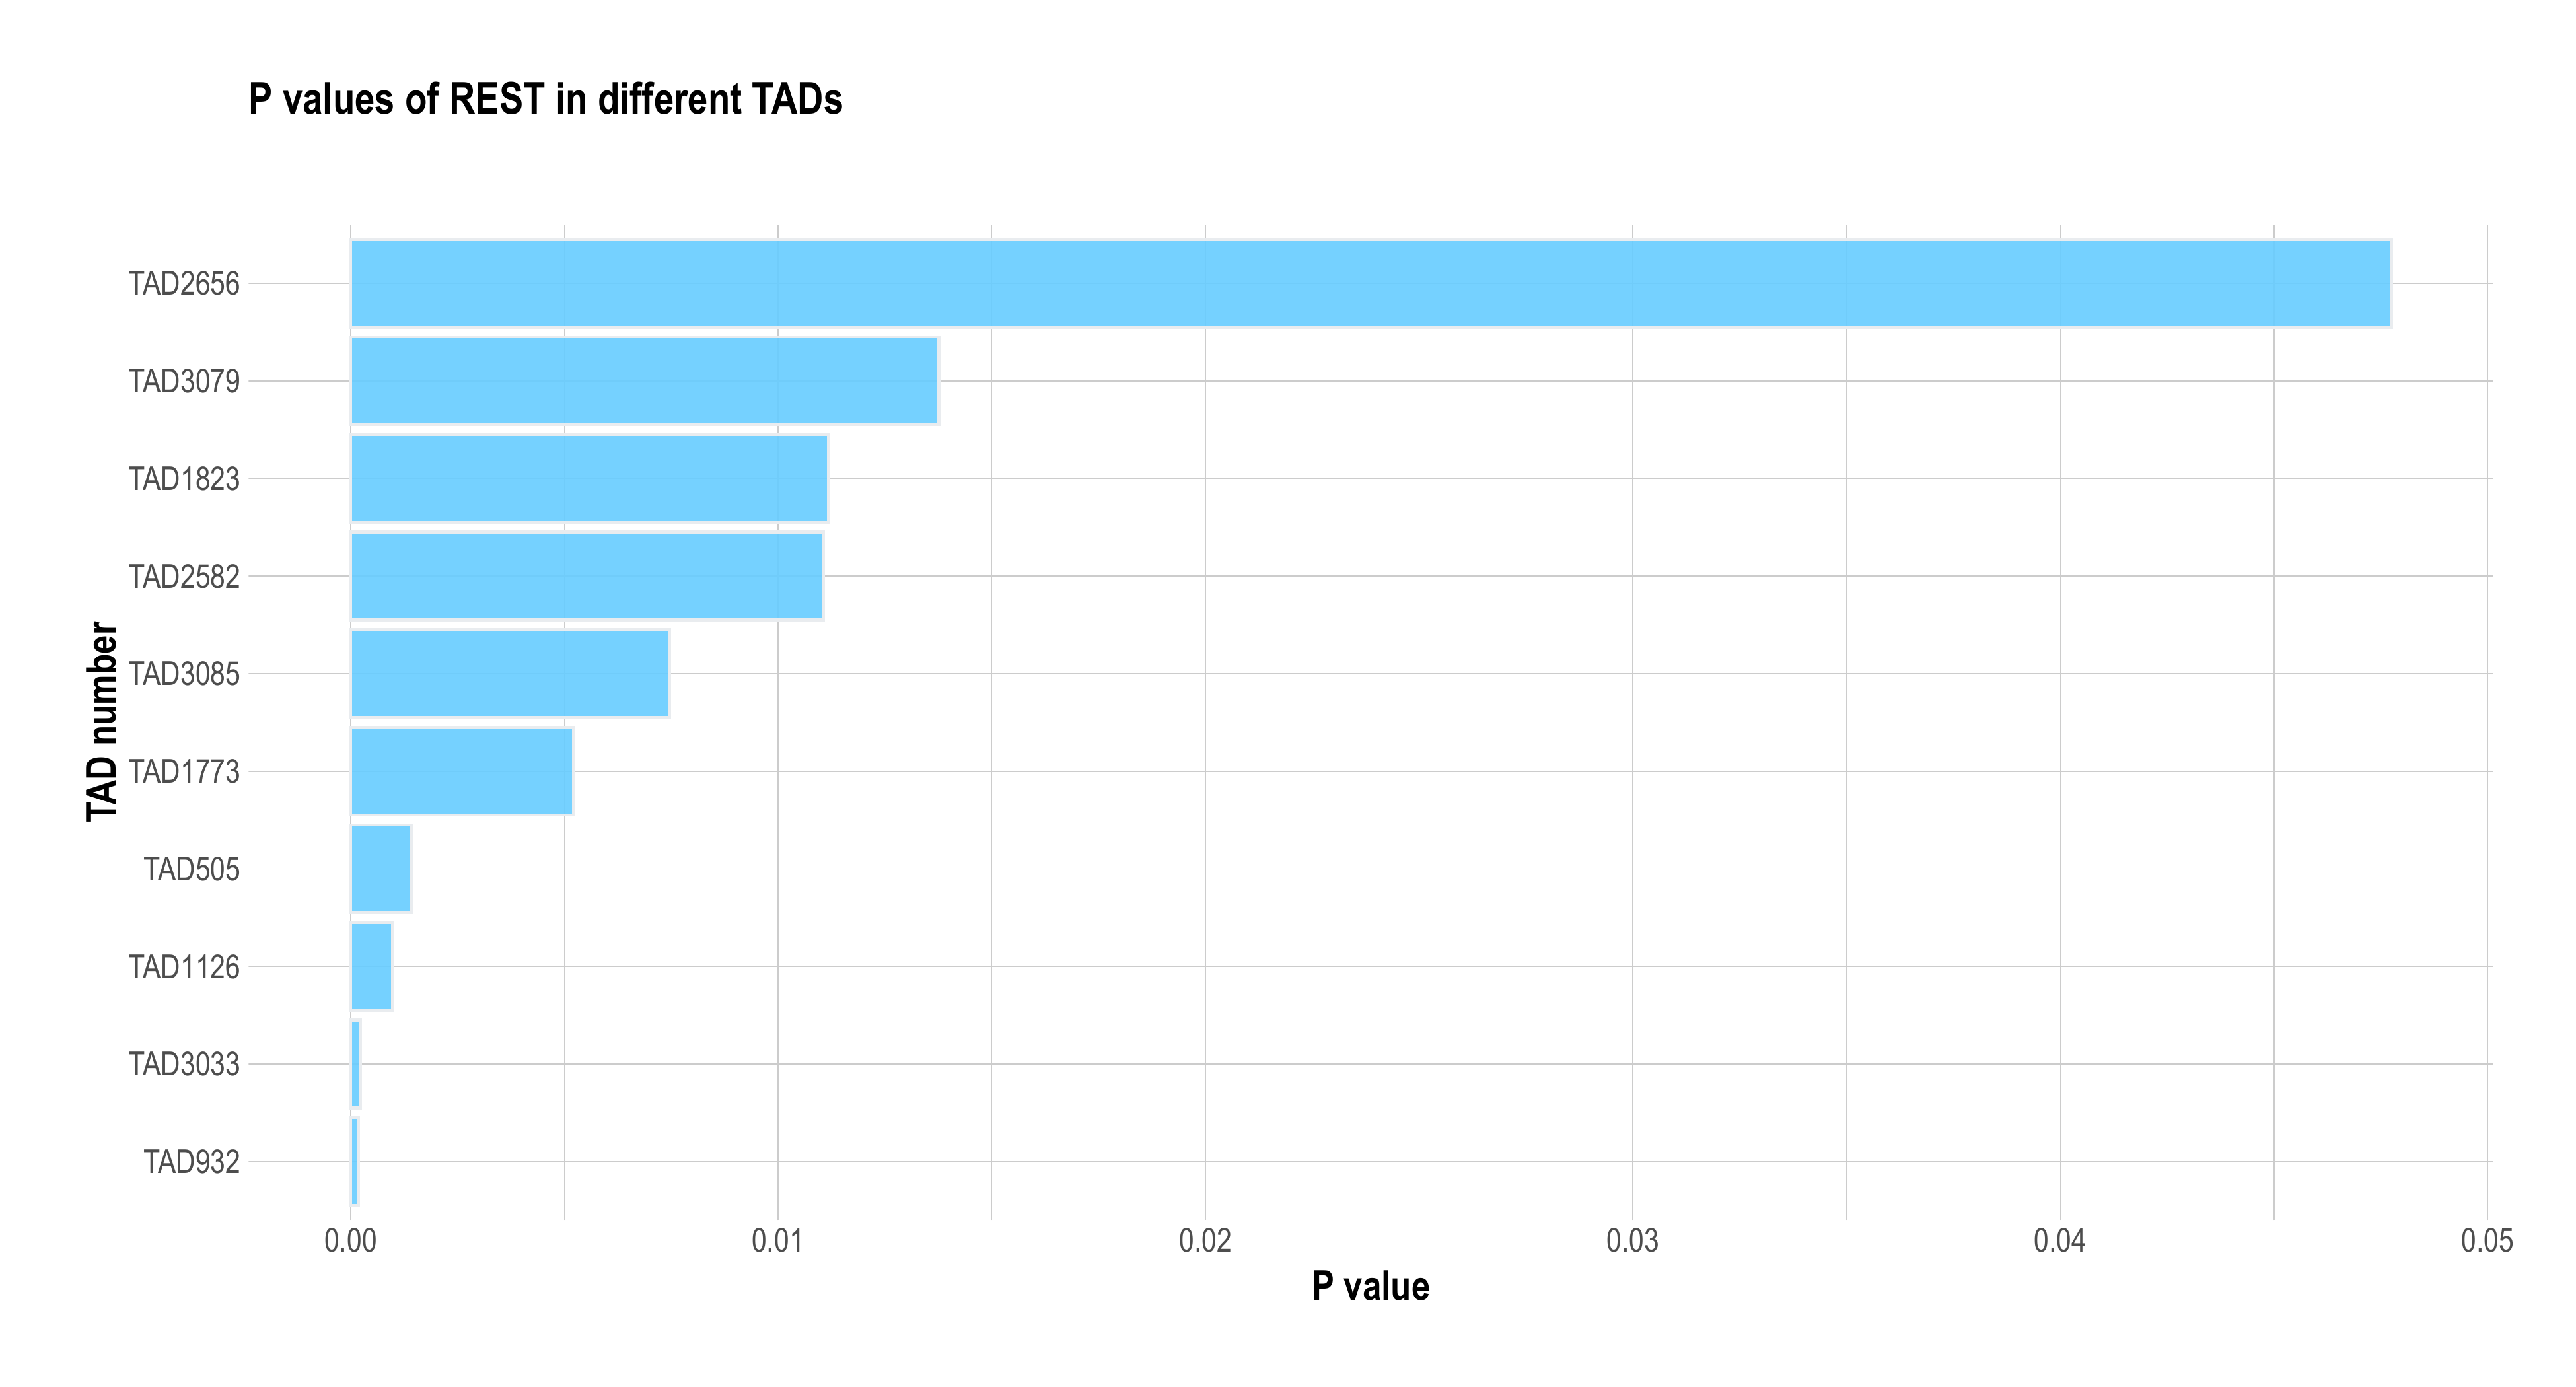 P values of REST in different TADs
TAD2656
TAD3079
TAD1823
TAD2582
TAD3085
TAD1773
TAD505
TAD1126
TAD3033
TAD932
TAD number
0.00 0.01 0.02 0.03 0.04 0.05
P value